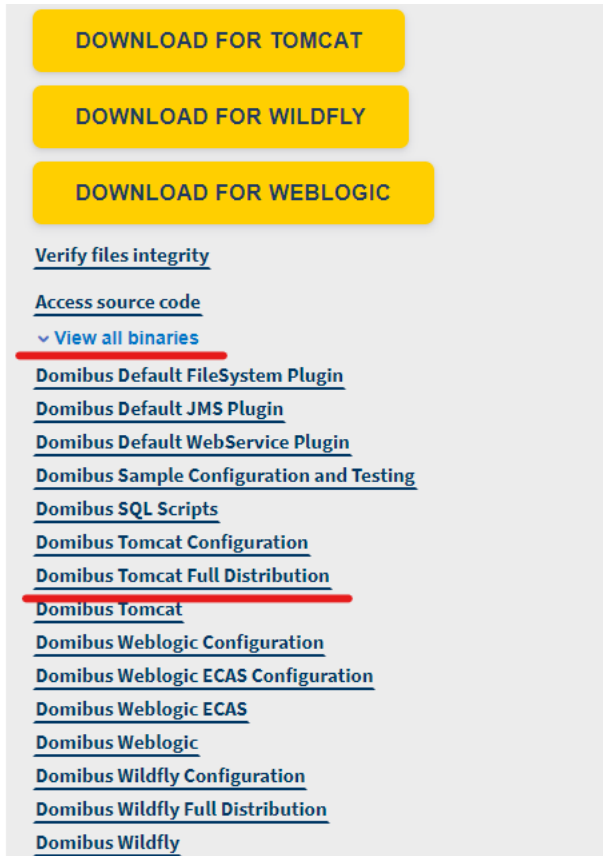 DOWNLOAD FOR TOMCAT
DOWNLOAD FOR WILDFLY
DOWNLOAD FOR WEBLOGIC
Verify files integrity
Access source code
View all binaries
Domibus Default FileSystem Plugin
Domibus Default JMS Plugin
Domibus Default WebService Plugin
Domibus Sample Configuration and Testing
Domibus SQL Scripts
Domibus Tomcat Configuration
Domibus Tomcat Full Distribution
Domibus Tomcat
Domibus Weblogic Configuration
Domibus Weblogic ECAS Configuration
Domibus Weblogic ECAS
Domibus Weblogic
Domibus Wildfly Configuration
Domibus Wildfly Full Distribution
Domibus Wildfly